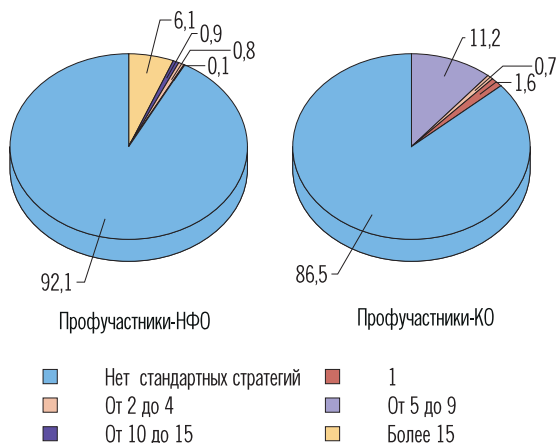 6,1
0,9
0,8
0,1
92,1
Профучастники-НФО
11,2
0,7
1,6
86,5
Профучастники-КО
Нет стандартных стратегий
1
От 2 до 4
От 5 до 9
От 10 до 15
Более 15